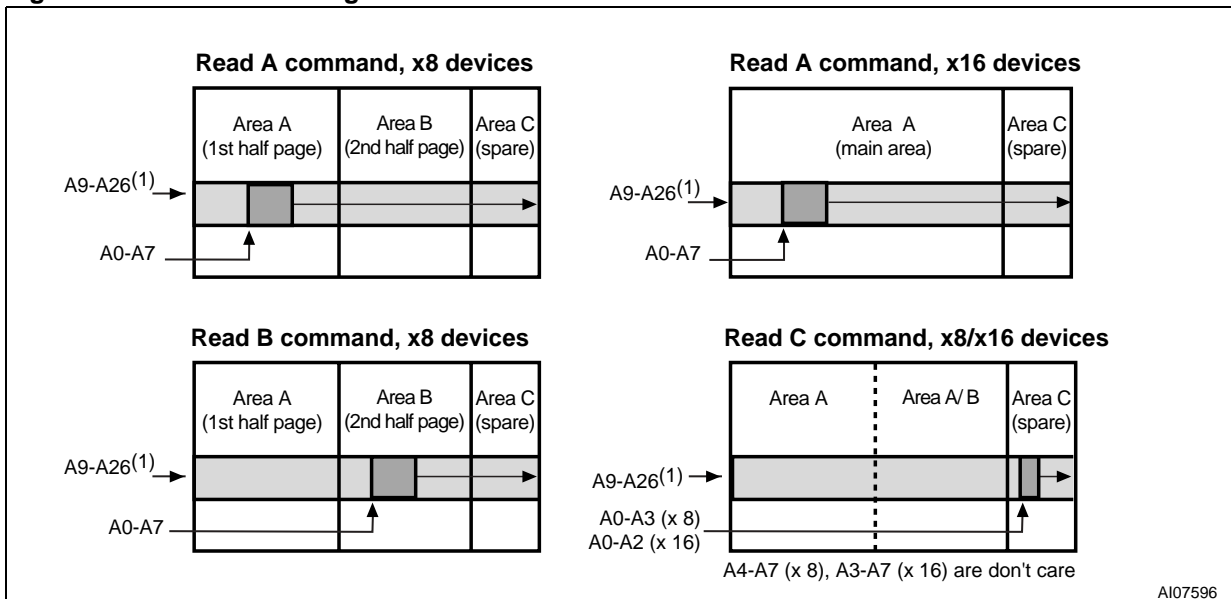 Read A command, x8 devices
Area A
(1st half page)
Area B
(2nd half page)
Area C
(spare)
A9-A26(1)
A0-A7
Read A command, x16 devices
Area A
(main area)
Area C
(spare)
A9-A26(1)
A0-A7
Read B command, x8 devices
Area A
(1st half page)
Area B
(2nd half page)
Area C
(spare)
A9-A26(1)
A0-A7
Read C command, x8/x16 devices
Area A
Area A/ B
Area C
(spare)
A9-A26(1)
A0-A3 (x 8)
A0-A2 (x 16)
A4-A7 (x 8), A3-A7 (x 16) are don't care
AI07596